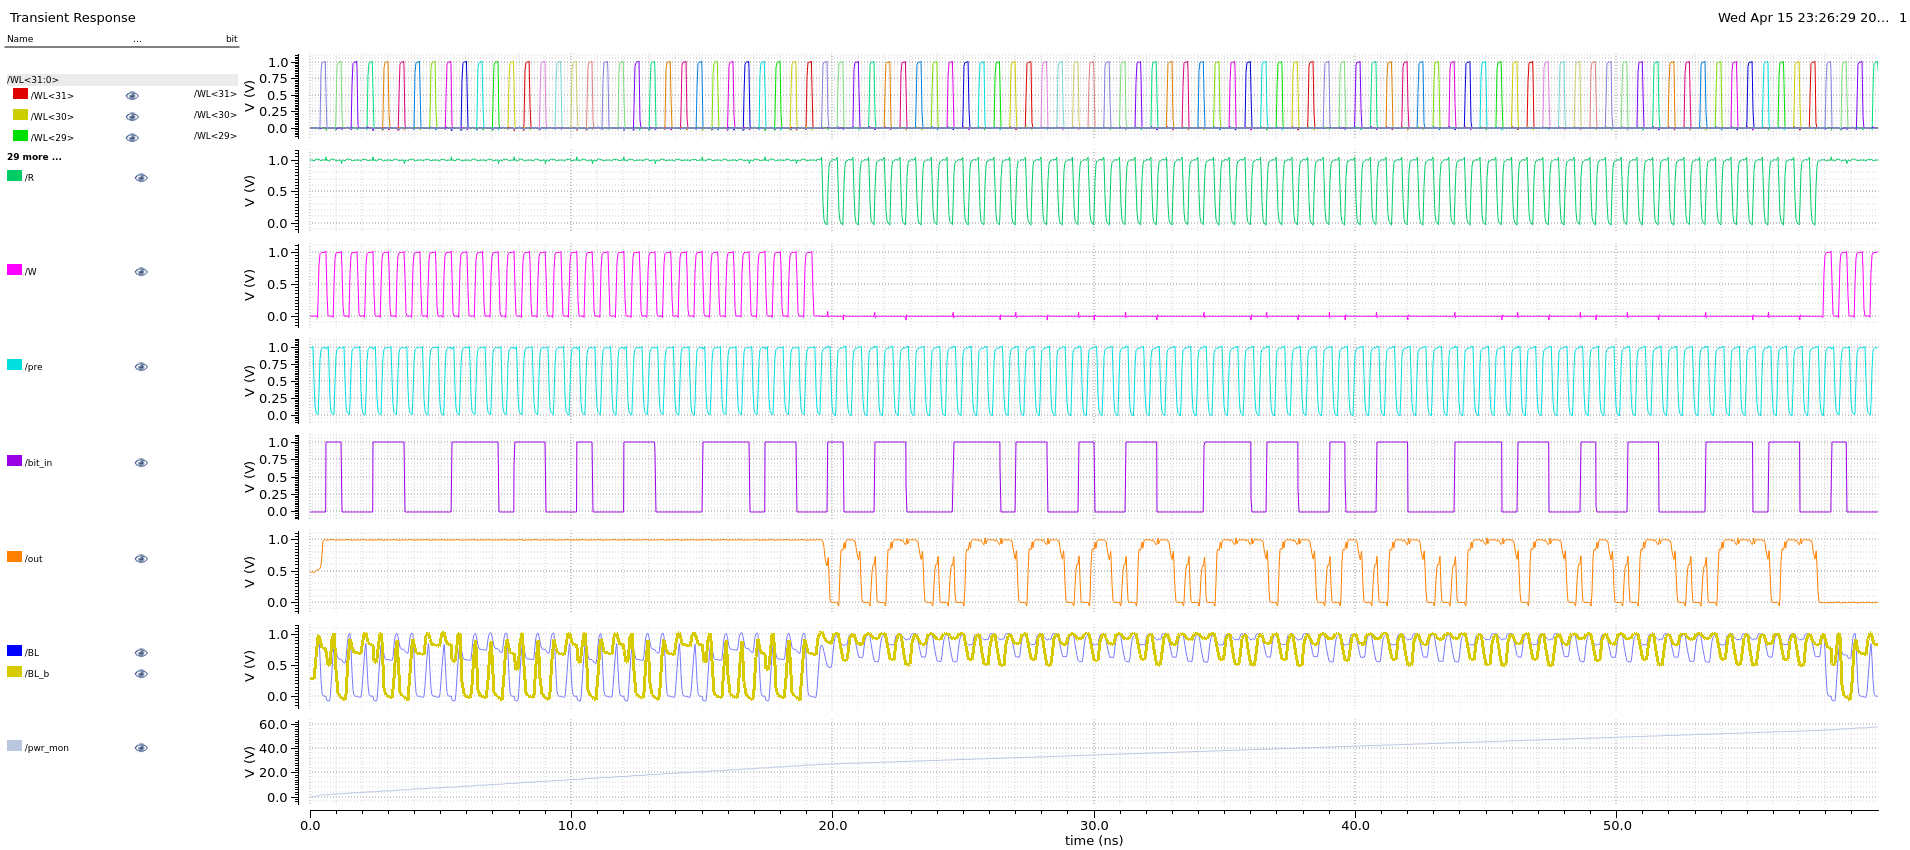 Transient Response
Wed Apr 15 23:26:29 20... 1
Name ... bit
/WL<31:0>
/WL<31> /WL<31>
/WL<30> /WL<30>
/WL<29> /WL<29>
29 more ...
/R
/W
/pre
/bit_in
/out
/BL
/BL_b
/pwr_mon
1.0
0.75
0.5
0.25
0.0
V (V)
1.0
0.5
0.0
V (V)
1.0
0.5
0.0
V (V)
1.0
0.75
0.5
0.25
0.0
V (V)
1.0
0.75
0.5
0.25
0.0
V (V)
1.0
0.5
0.0
V (V)
1.0
0.5
0.0
V (V)
60.0
40.0
20.0
0.0
V (V)
0.0 10.0 20.0 30.0 40.0 50.0
time (ns)